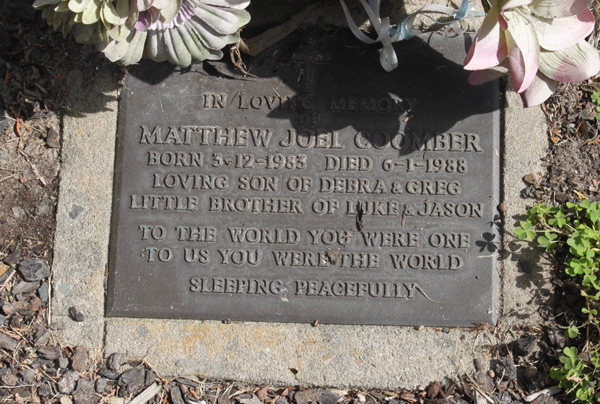 IN LOVING MEMORY
OF
MATTHEW JOEL COOMBER
BORN 3-12-1983 DIED 6-1-1988
LOVING SON OF DEBRA & GREG
LITTLE BROTHER OF LUKE & JASON
TO THE WORLD YOU WERE ONE
TO US YOU WERE THE WORLD
SLEEPING PEACEFULLY